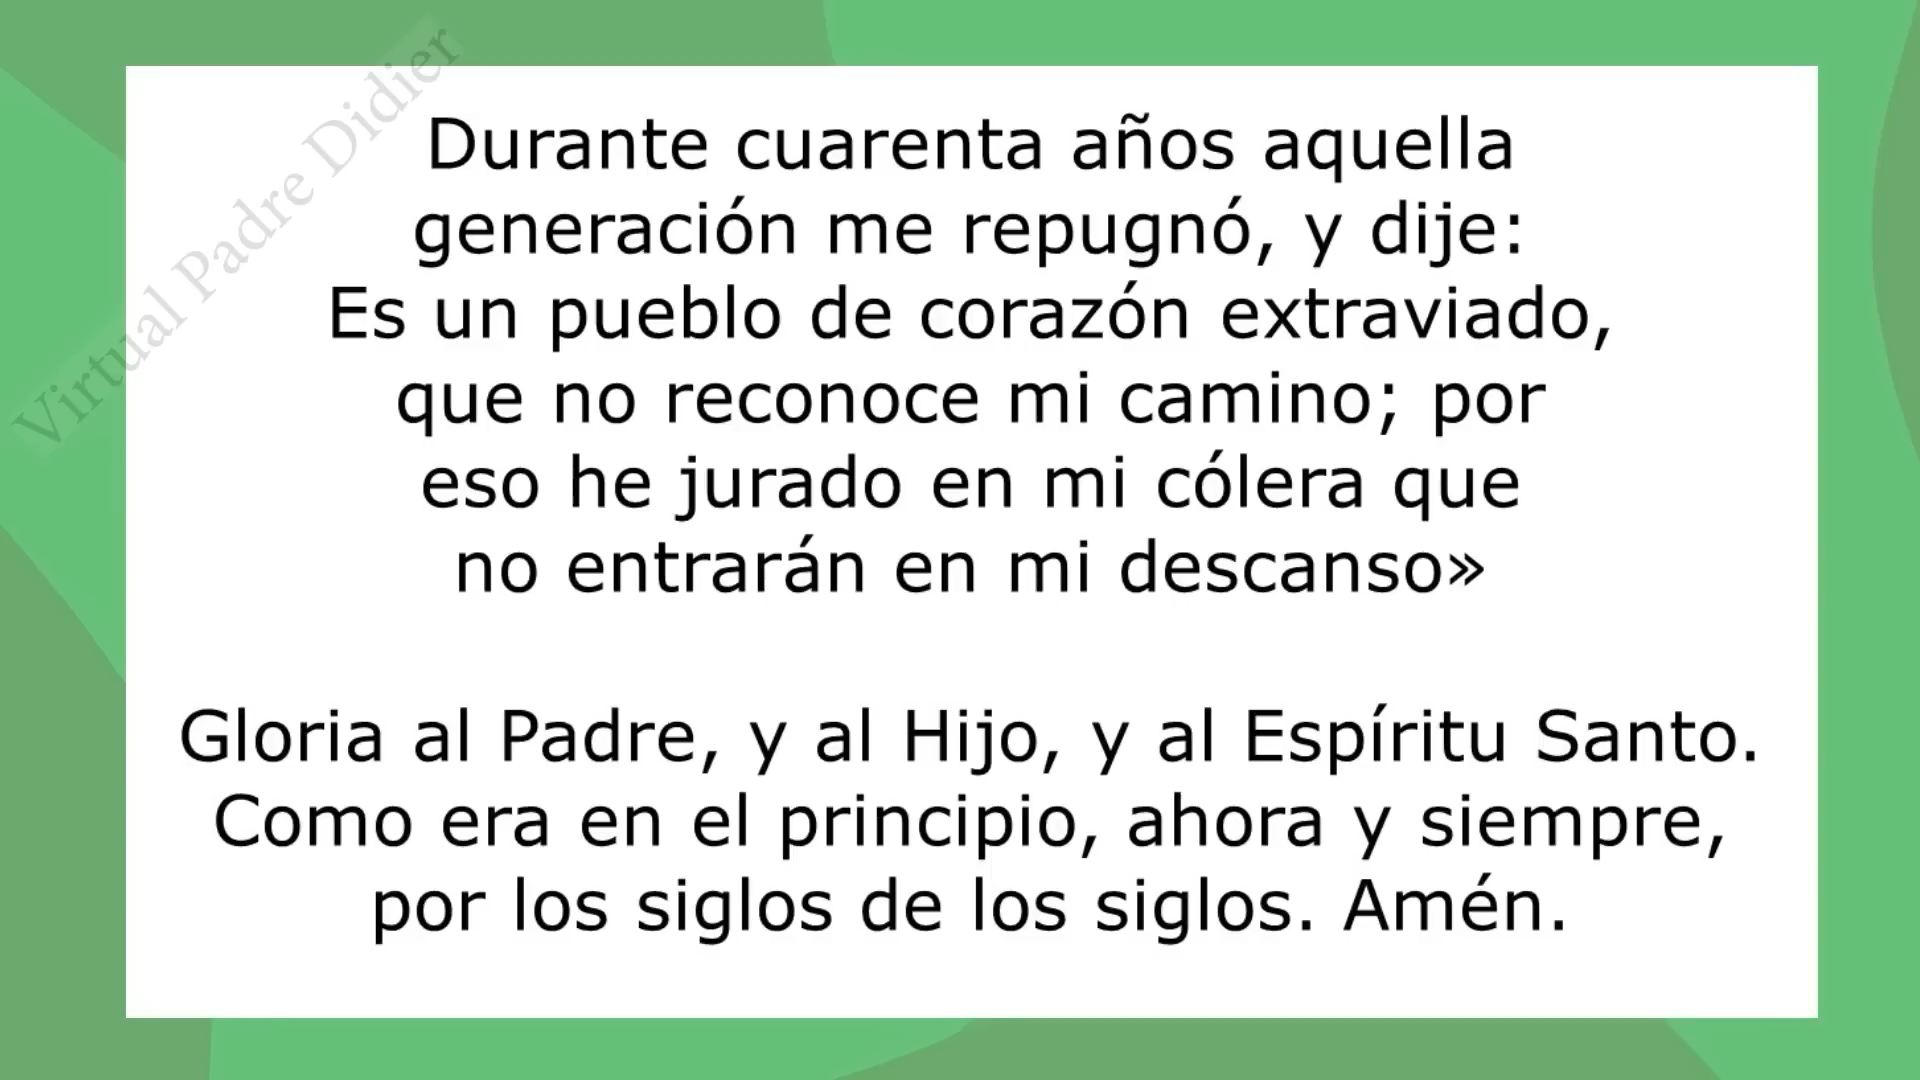 Virtual Padre Didier
Durante cuarenta años aquella
generación me repugnó, y dije:
Es un pueblo de corazón extraviado,
que no reconoce mi camino; por
eso he jurado en mi cólera que
no entrarán en mi descanso»
Gloria al Padre, y al Hijo, y al Espíritu Santo.
Como era en el principio, ahora y siempre,
por los siglos de los siglos. Amén.